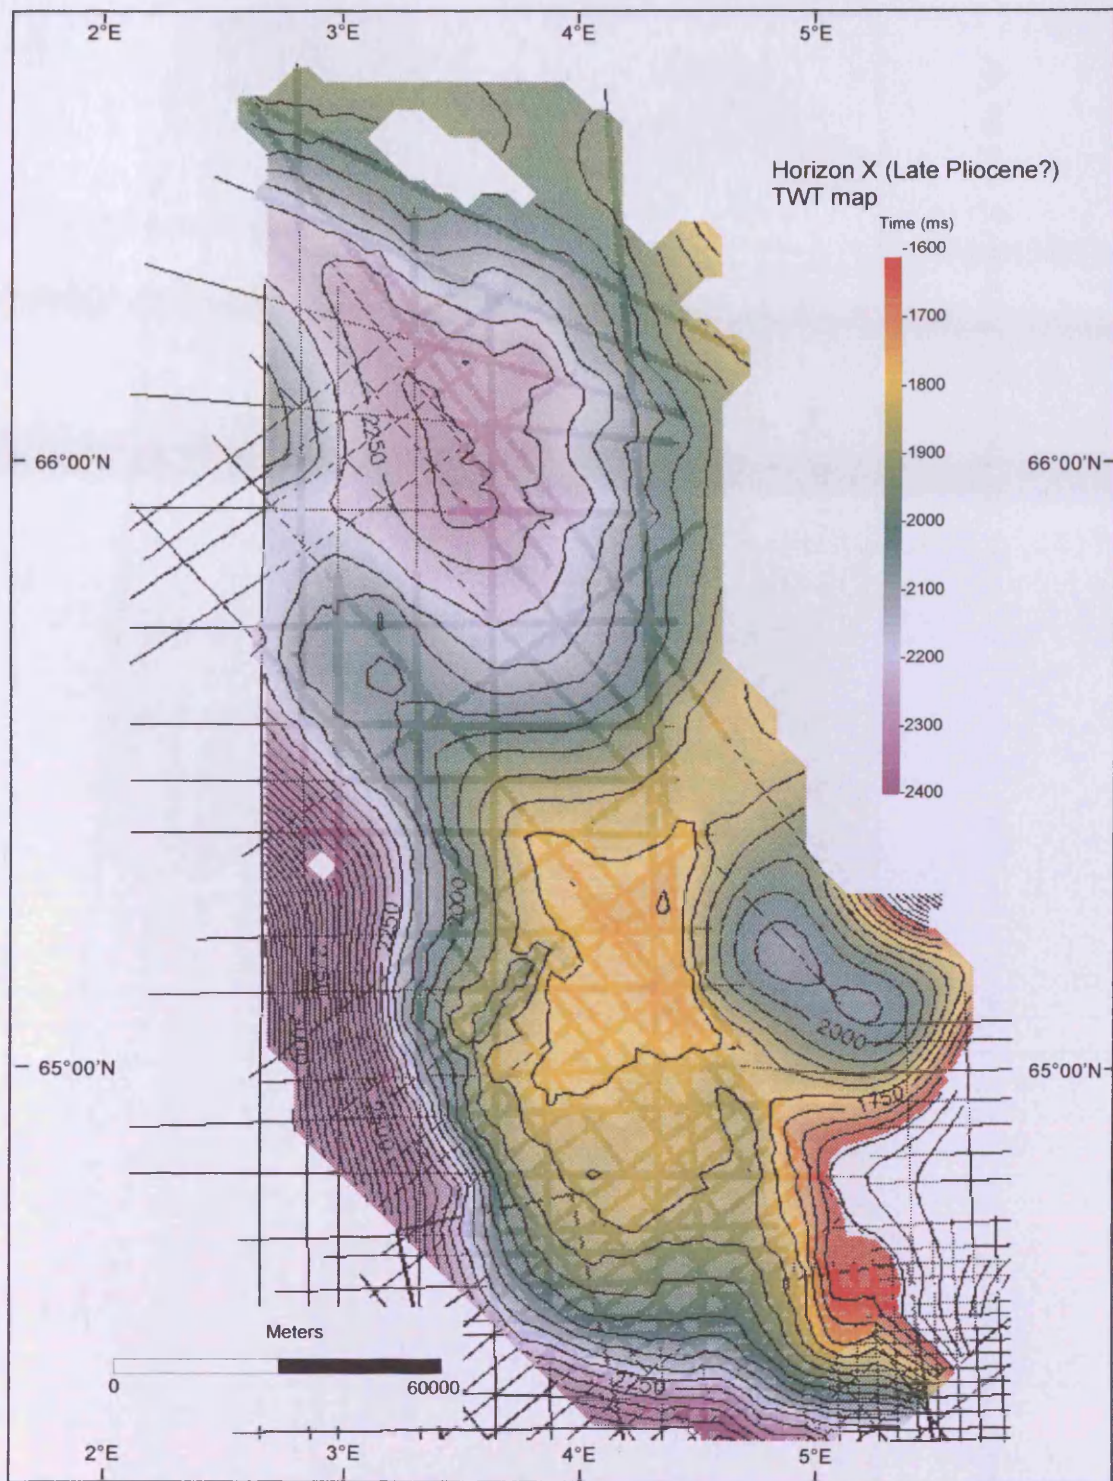 2°E 3°E 4°E 5°E
Horizon X (Late Pliocene?)
TWT map
Time (ms)
-1600
-1700
-1800
-1900
-2000
-2100
-2200
-2300
-2400
2250
66°00'N 66°00'N
2000
2250
2000
65°00'N 65°00'N
1750
Meters
0 60000
2250
2°E 3°E 4°E 5°E